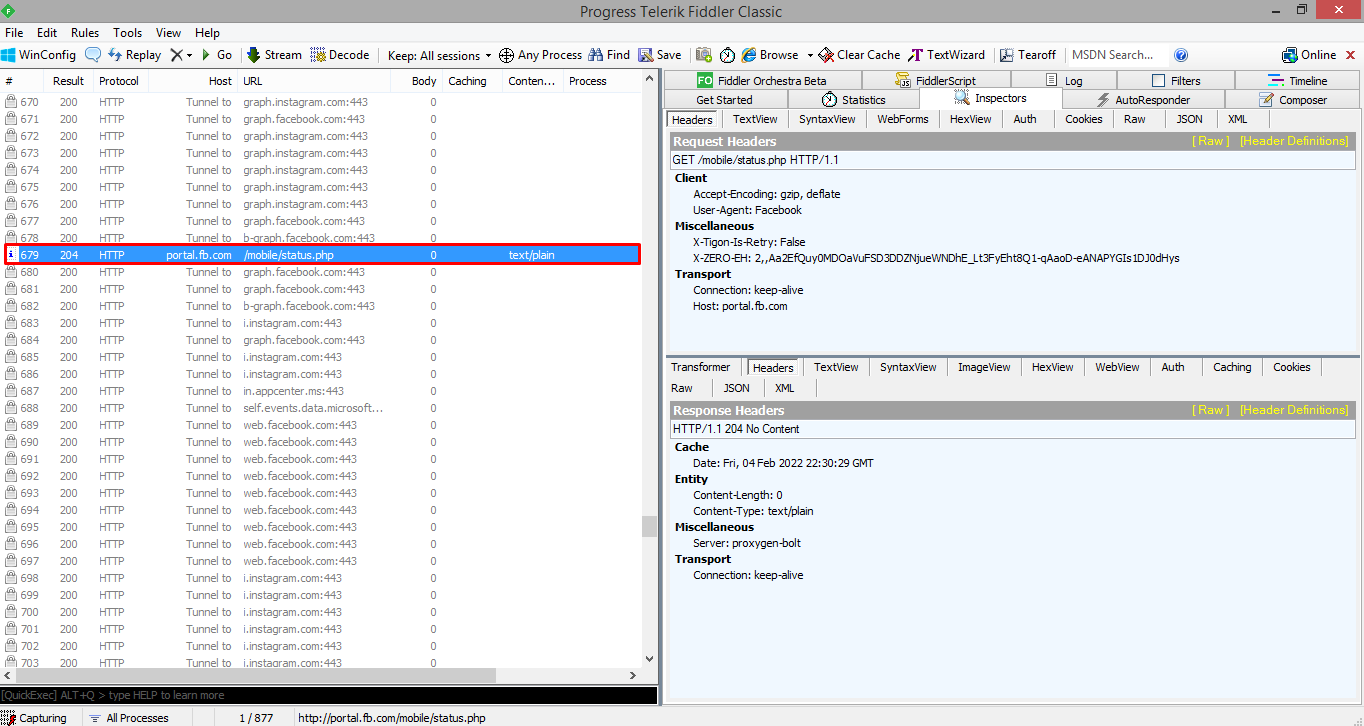 Progress Telerik Fiddler Classic
File Edit Rules Tools View Help
WinConfig Replay Go Stream Decode Keep: All sessions Any Process Find Save Browse Clear Cache TextWizard Tearoff MSDN Search... Online
# Result Protocol Host URL Body Caching Conten... Process
670 200 HTTP Tunnel to graph.instagram.com:443 0
671 200 HTTP Tunnel to graph.facebook.com:443 0
672 200 HTTP Tunnel to graph.instagram.com:443 0
673 200 HTTP Tunnel to graph.instagram.com:443 0
674 200 HTTP Tunnel to graph.instagram.com:443 0
675 200 HTTP Tunnel to graph.instagram.com:443 0
676 200 HTTP Tunnel to graph.instagram.com:443 0
677 200 HTTP Tunnel to graph.facebook.com:443 0
678 200 HTTP Tunnel to b-graph.facebook.com:443 0
679 204 HTTP portal.fb.com /mobile/status.php 0 text/plain
680 200 HTTP Tunnel to graph.facebook.com:443 0
681 200 HTTP Tunnel to graph.facebook.com:443 0
682 200 HTTP Tunnel to b-graph.facebook.com:443 0
683 200 HTTP Tunnel to i.instagram.com:443 0
684 200 HTTP Tunnel to graph.facebook.com:443 0
685 200 HTTP Tunnel to i.instagram.com:443 0
686 200 HTTP Tunnel to i.instagram.com:443 0
687 200 HTTP Tunnel to in.appcenter.ms:443 0
688 200 HTTP Tunnel to self.events.data.microsoft... 0
689 200 HTTP Tunnel to web.facebook.com:443 0
690 200 HTTP Tunnel to web.facebook.com:443 0
691 200 HTTP Tunnel to web.facebook.com:443 0
692 200 HTTP Tunnel to web.facebook.com:443 0
693 200 HTTP Tunnel to web.facebook.com:443 0
694 200 HTTP Tunnel to web.facebook.com:443 0
695 200 HTTP Tunnel to web.facebook.com:443 0
696 200 HTTP Tunnel to web.facebook.com:443 0
697 200 HTTP Tunnel to web.facebook.com:443 0
698 200 HTTP Tunnel to i.instagram.com:443 0
699 200 HTTP Tunnel to i.instagram.com:443 0
700 200 HTTP Tunnel to i.instagram.com:443 0
701 200 HTTP Tunnel to i.instagram.com:443 0
702 200 HTTP Tunnel to i.instagram.com:443 0
703 200 HTTP Tunnel to i.instagram.com:443 0
[QuickExec] ALT+Q > type HELP to learn more
FO Fiddler Orchestra Beta FiddlerScript Log Filters Timeline
Get Started Statistics Inspectors AutoResponder Composer
Headers TextView SyntaxView WebForms HexView Auth Cookies Raw JSON XML
Request Headers [ Raw ] [Header Definitions]
GET /mobile/status.php HTTP/1.1
Client
Accept-Encoding: gzip, deflate
User-Agent: Facebook
Miscellaneous
X-Tigon-Is-Retry: False
X-ZERO-EH: 2,,Aa2EfQuy0MDOaVuFSD3DDZNjueWNDhE_Lt3FyEht8Q1-qAaoD-eANAPYGIs1DJ0dHys
Transport
Connection: keep-alive
Host: portal.fb.com
Transformer Headers TextView SyntaxView ImageView HexView WebView Auth Caching Cookies
Raw JSON XML
Response Headers [ Raw ] [Header Definitions]
HTTP/1.1 204 No Content
Cache
Date: Fri, 04 Feb 2022 22:30:29 GMT
Entity
Content-Length: 0
Content-Type: text/plain
Miscellaneous
Server: proxygen-bolt
Transport
Connection: keep-alive
Capturing All Processes 1 / 877 http://portal.fb.com/mobile/status.php